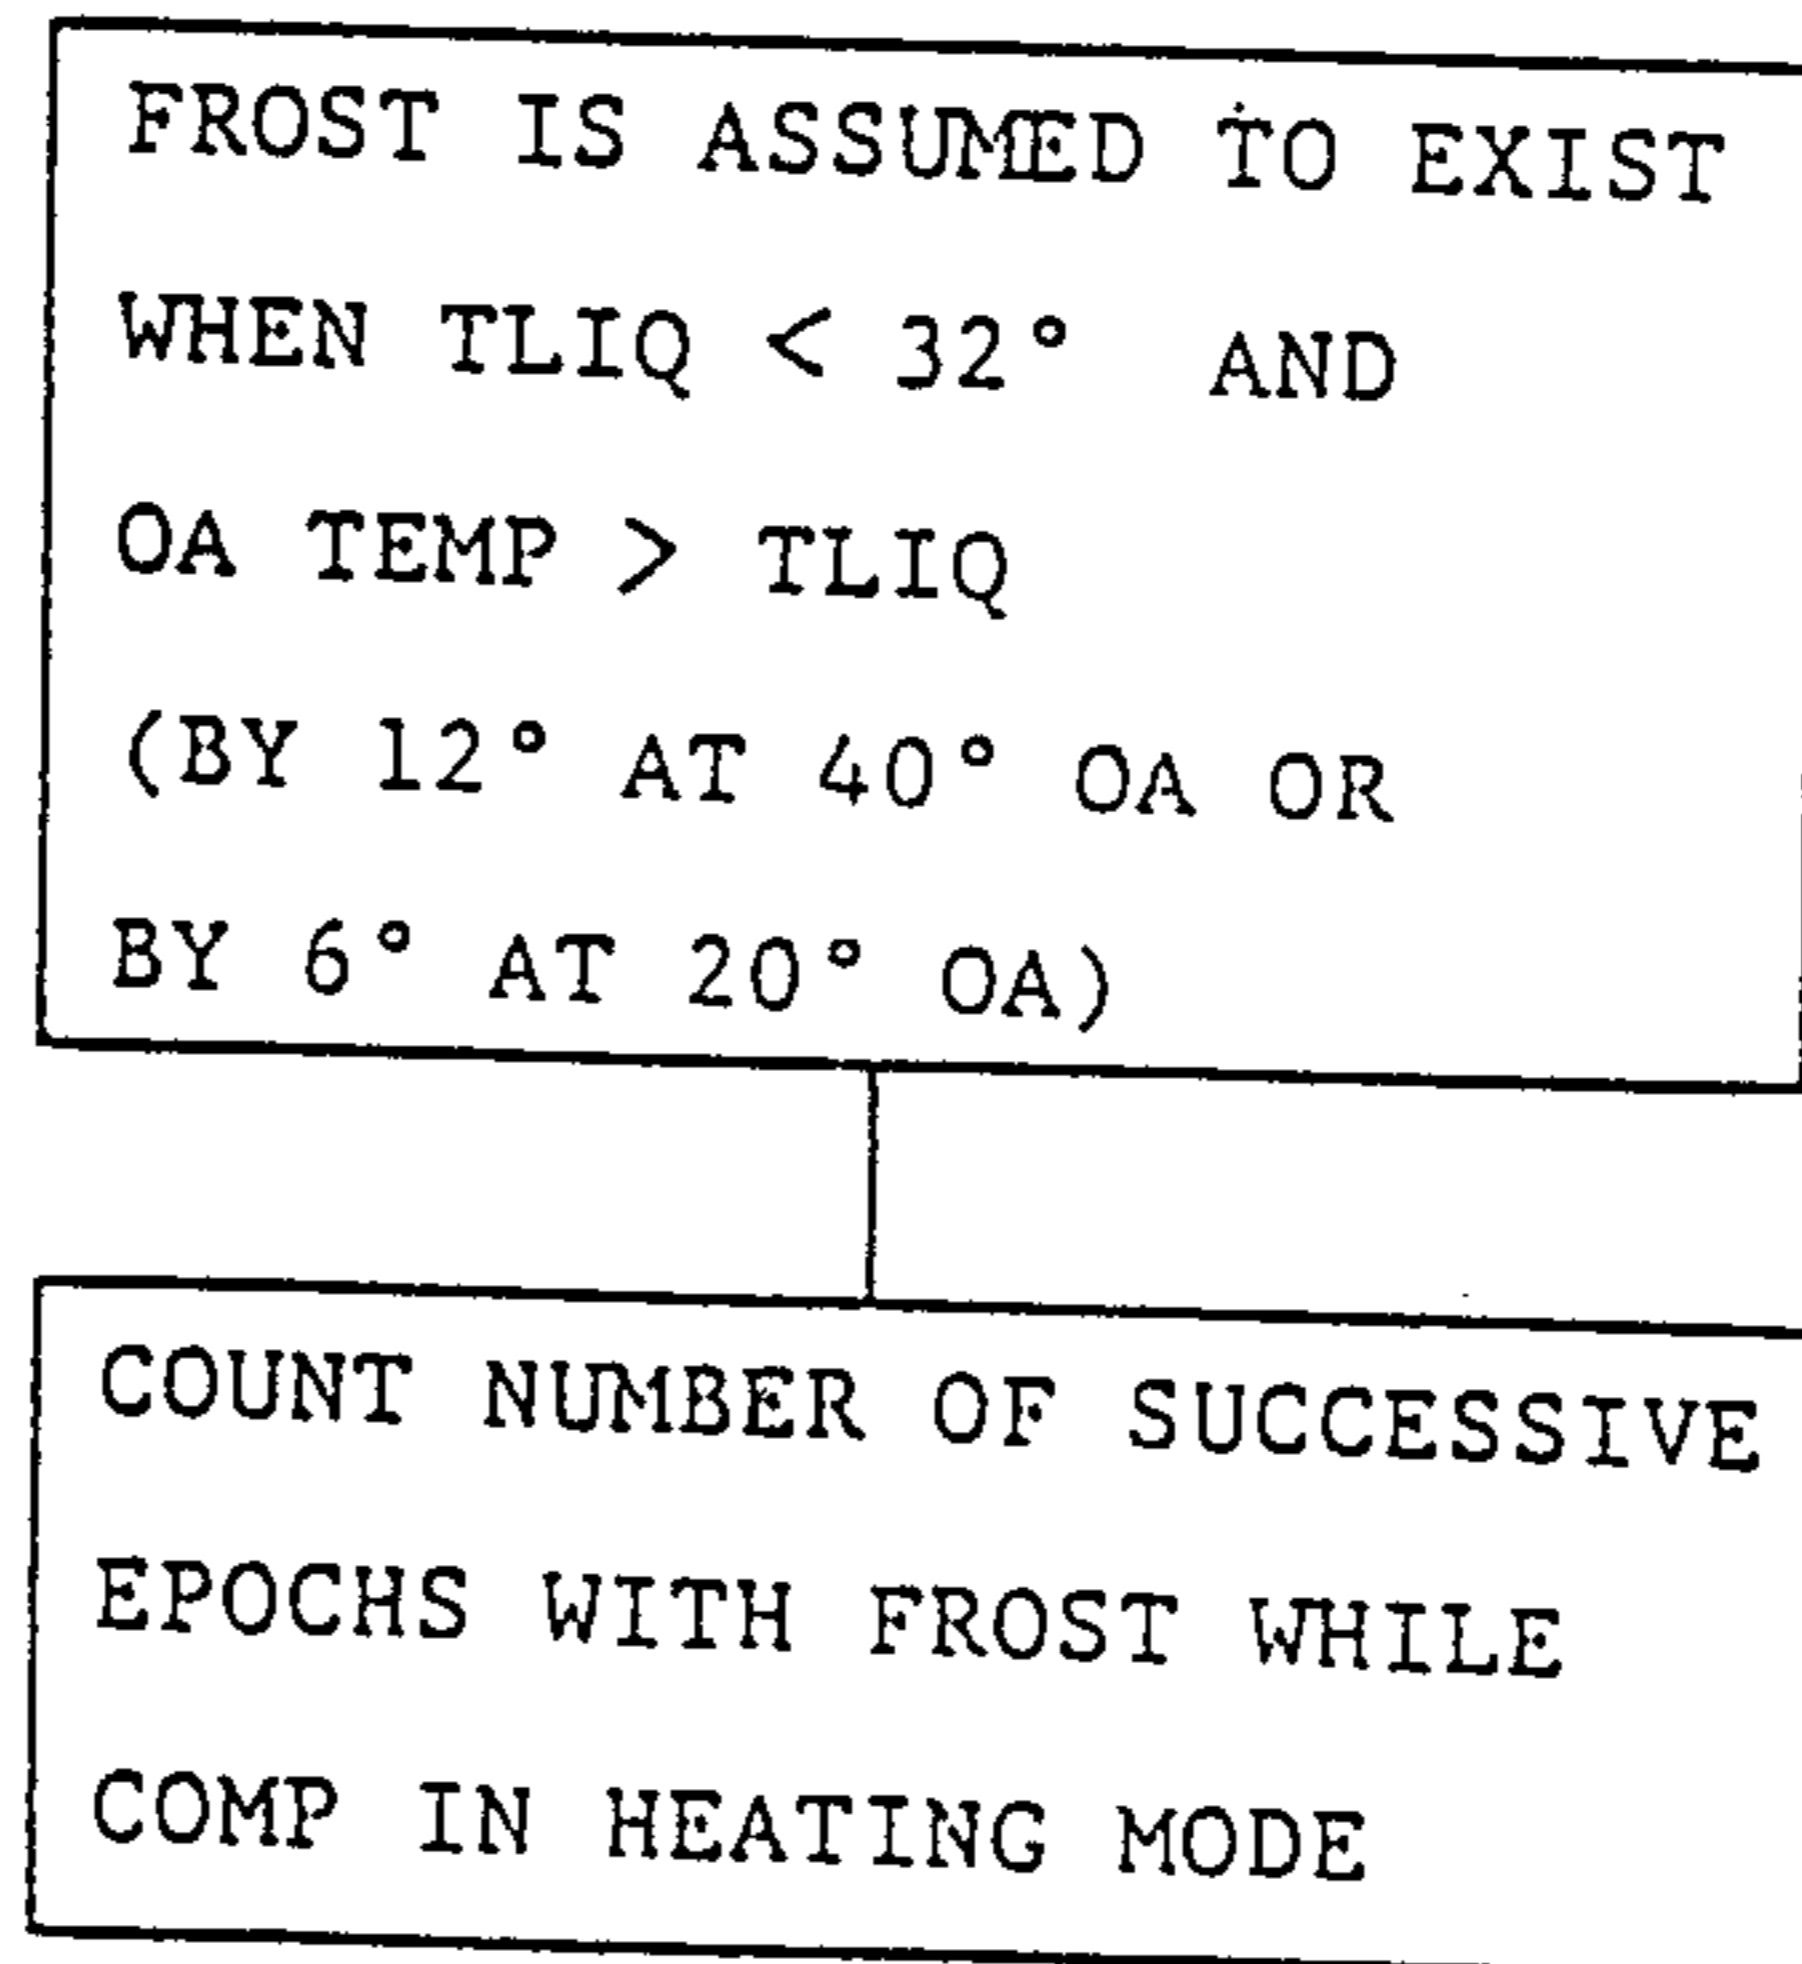 FROST IS ASSUMED TO EXIST
WHEN TLIQ < 32° AND
OA TEMP > TLIQ
(BY 12° AT 40° OA OR
BY 6° AT 20° OA)
COUNT NUMBER OF SUCCESSIVE
EPOCHS WITH FROST WHILE
COMP IN HEATING MODE